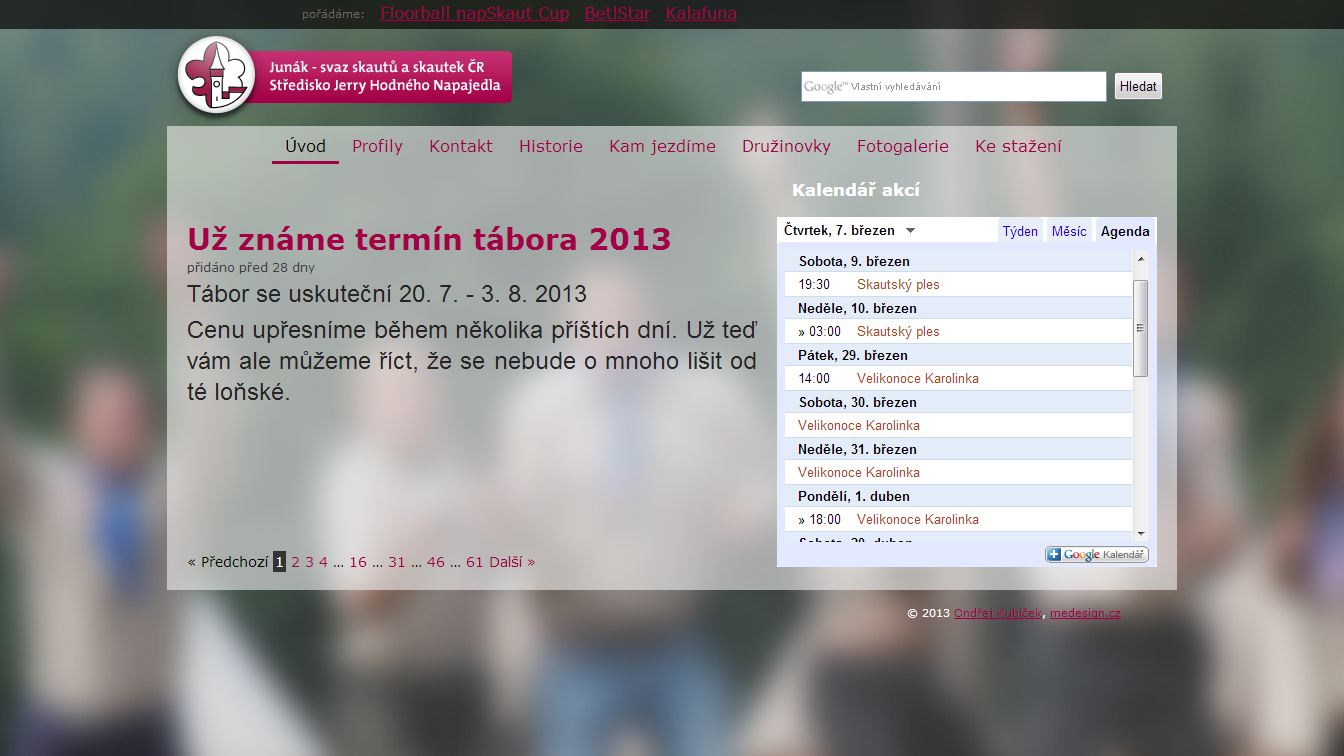 pořádáme: Floorball napSkaut Cup BetlStar Kalafuna
Junák - svaz skautů a skautek ČR
Středisko Jerry Hodného Napajedla
Google™ Vlastní vyhledávání Hledat
Úvod Profily Kontakt Historie Kam jezdíme Družinovky Fotogalerie Ke stažení
Už známe termín tábora 2013
přidáno před 28 dny
Tábor se uskuteční 20. 7. - 3. 8. 2013
Cenu upřesníme během několika příštích dní. Už teď
vám ale můžeme říct, že se nebude o mnoho lišit od
té loňské.
« Předchozí 1 2 3 4 ... 16 ... 31 ... 46 ... 61 Další »
Kalendář akcí
Čtvrtek, 7. březen Týden Měsíc Agenda
Sobota, 9. březen
19:30 Skautský ples
Neděle, 10. březen
» 03:00 Skautský ples
Pátek, 29. březen
14:00 Velikonoce Karolinka
Sobota, 30. březen
Velikonoce Karolinka
Neděle, 31. březen
Velikonoce Karolinka
Pondělí, 1. duben
» 18:00 Velikonoce Karolinka
Sobota, 20. duben
Google Kalendář
© 2013 Ondřej Kubíček, medesign.cz